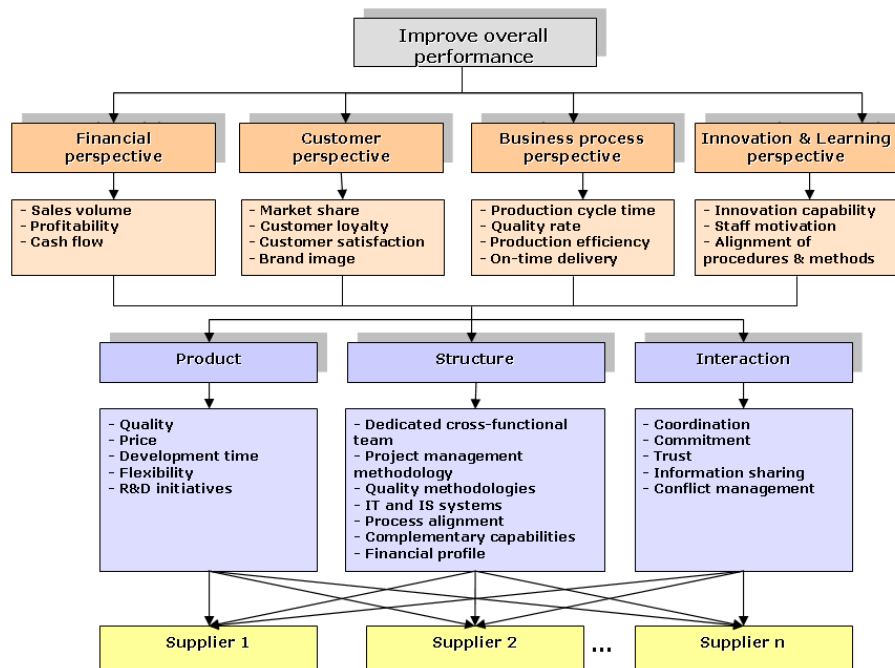 Improve overall
performance
Financial
perspective
Customer
perspective
Business process
perspective
Innovation & Learning
perspective
- Sales volume
- Profitability
- Cash flow
- Market share
- Customer loyalty
- Customer satisfaction
- Brand image
- Production cycle time
- Quality rate
- Production efficiency
- On-time delivery
- Innovation capability
- Staff motivation
- Alignment of
procedures & methods
Product
Structure
Interaction
- Quality
- Price
- Development time
- Flexibility
- R&D initiatives
- Dedicated cross-functional
team
- Project management
methodology
- Quality methodologies
- IT and IS systems
- Process alignment
- Complementary capabilities
- Financial profile
- Coordination
- Commitment
- Trust
- Information sharing
- Conflict management
Supplier 1
Supplier 2
...
Supplier n